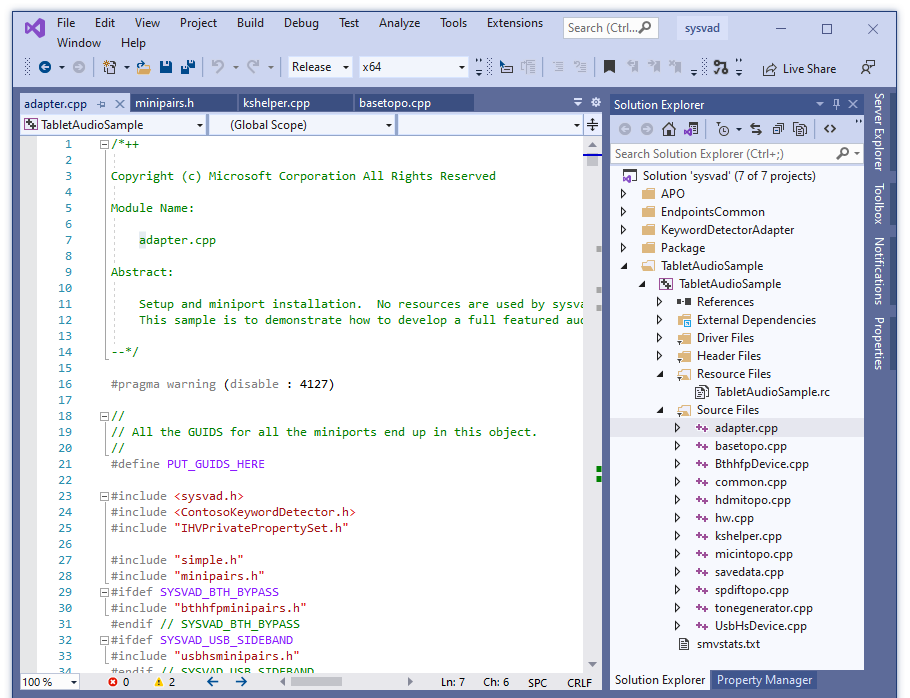 File Edit View Project Build Debug Test Analyze Tools Extensions Search (Ctrl... sysvad
Window Help
Release x64 Live Share
adapter.cpp minipairs.h kshelper.cpp basetopo.cpp
TabletAudioSample (Global Scope)
1 /*++
2
3 Copyright (c) Microsoft Corporation All Rights Reserved
4
5 Module Name:
6
7 adapter.cpp
8
9 Abstract:
10
11 Setup and miniport installation.  No resources are used by sysva
12 This sample is to demonstrate how to develop a full featured aud
13
14 --*/
15
16 #pragma warning (disable : 4127)
17
18 //
19 // All the GUIDS for all the miniports end up in this object.
20 //
21 #define PUT_GUIDS_HERE
22
23 #include <sysvad.h>
24 #include <ContosoKeywordDetector.h>
25 #include "IHVPrivatePropertySet.h"
26
27 #include "simple.h"
28 #include "minipairs.h"
29 #ifdef SYSVAD_BTH_BYPASS
30 #include "bthhfpminipairs.h"
31 #endif // SYSVAD_BTH_BYPASS
32 #ifdef SYSVAD_USB_SIDEBAND
33 #include "usbhsminipairs.h"
34 #endif // SYSVAD_USB_SIDEBAND
100 % 0 2 Ln: 7 Ch: 6 SPC CRLF
Solution Explorer
Search Solution Explorer (Ctrl+;)
Solution 'sysvad' (7 of 7 projects)
APO
EndpointsCommon
KeywordDetectorAdapter
Package
TabletAudioSample
TabletAudioSample
References
External Dependencies
Driver Files
Header Files
Resource Files
TabletAudioSample.rc
Source Files
adapter.cpp
basetopo.cpp
BthhfpDevice.cpp
common.cpp
hdmitopo.cpp
hw.cpp
kshelper.cpp
micintopo.cpp
savedata.cpp
spdiftopo.cpp
tonegenerator.cpp
UsbHsDevice.cpp
smvstats.txt
Solution Explorer Property Manager
Server Explorer
Toolbox
Notifications
Properties